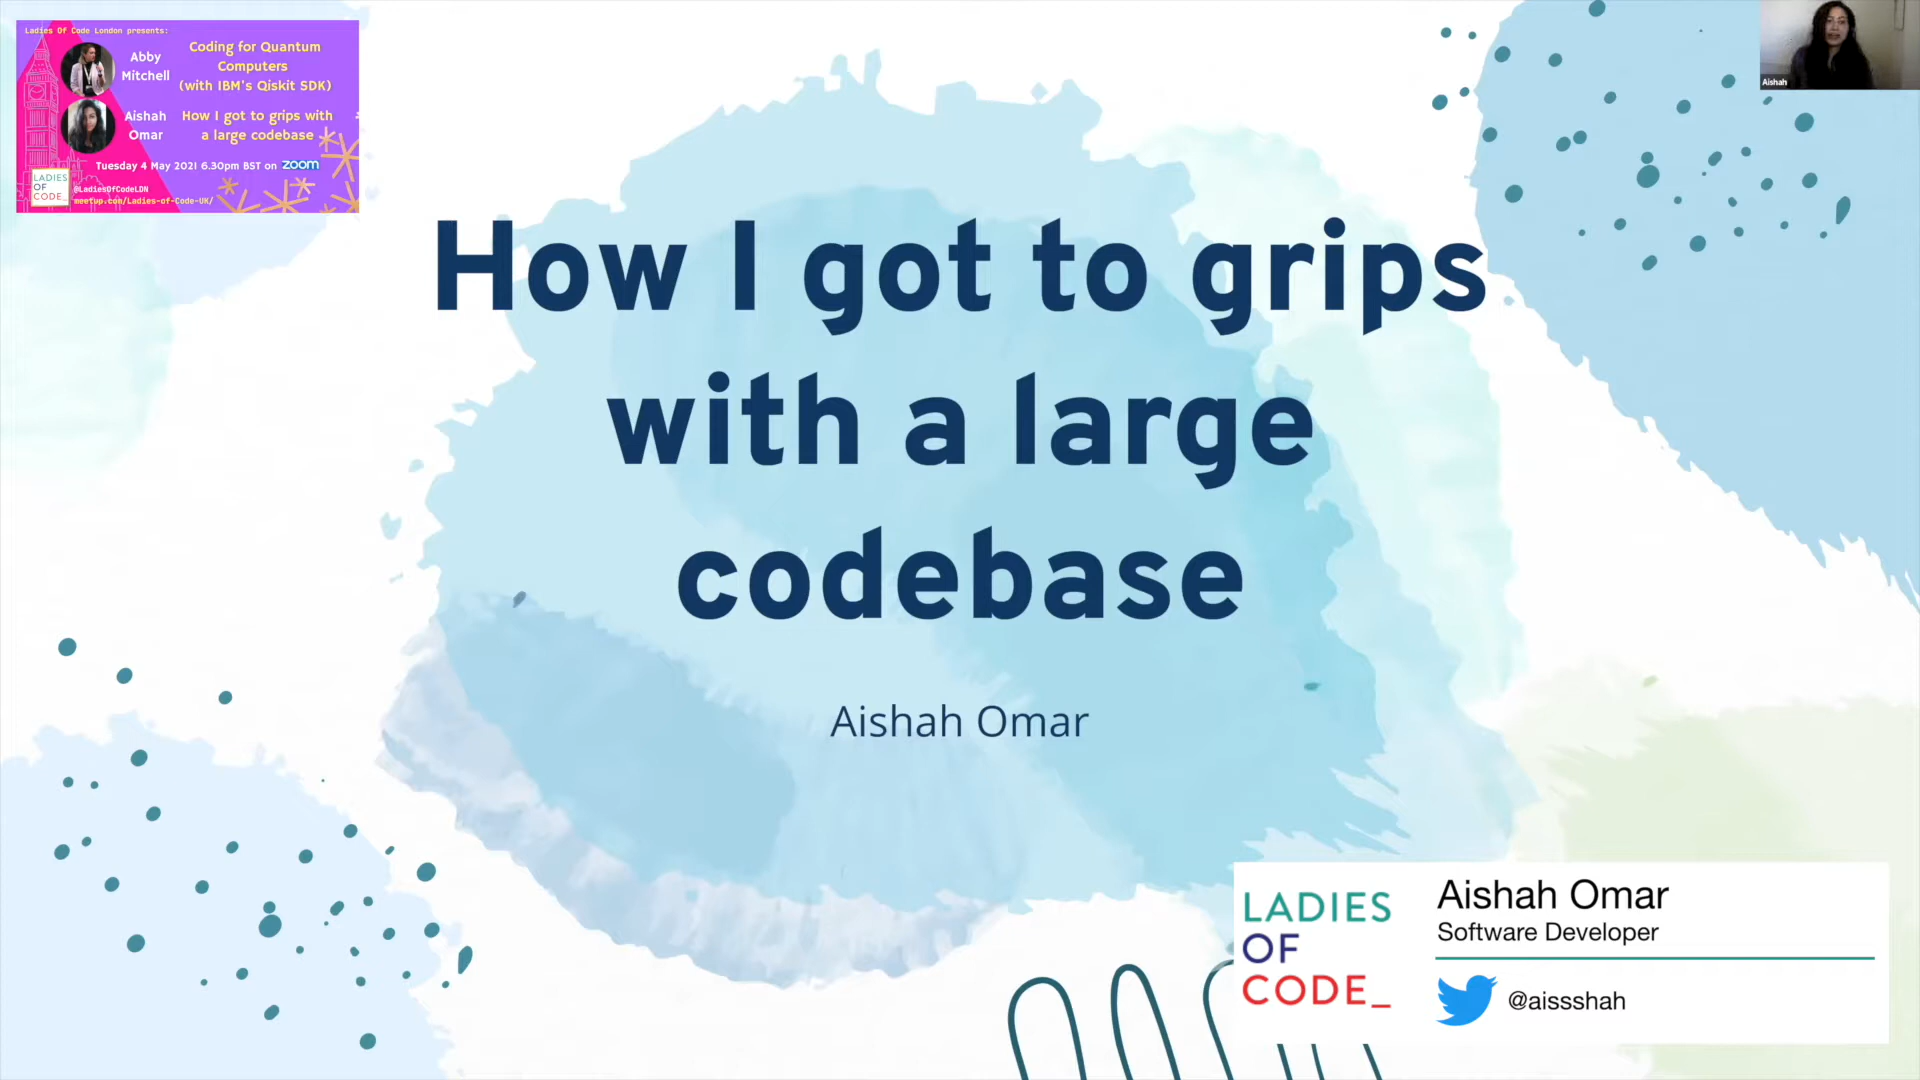 Ladies Of Code London presents:
Abby
Mitchell
Coding for Quantum
Computers
(with IBM's Qiskit SDK)
Aishah
Omar
How I got to grips with
a large codebase
Tuesday 4 May 2021 6.30pm BST on zoom
LADIES
OF
CODE_
@LadiesOfCodeLDN
meetup.com/Ladies-of-Code-UK/
Aishah
How I got to grips
with a large
codebase
Aishah Omar
LADIES
OF
CODE_
Aishah Omar
Software Developer
@aissshah